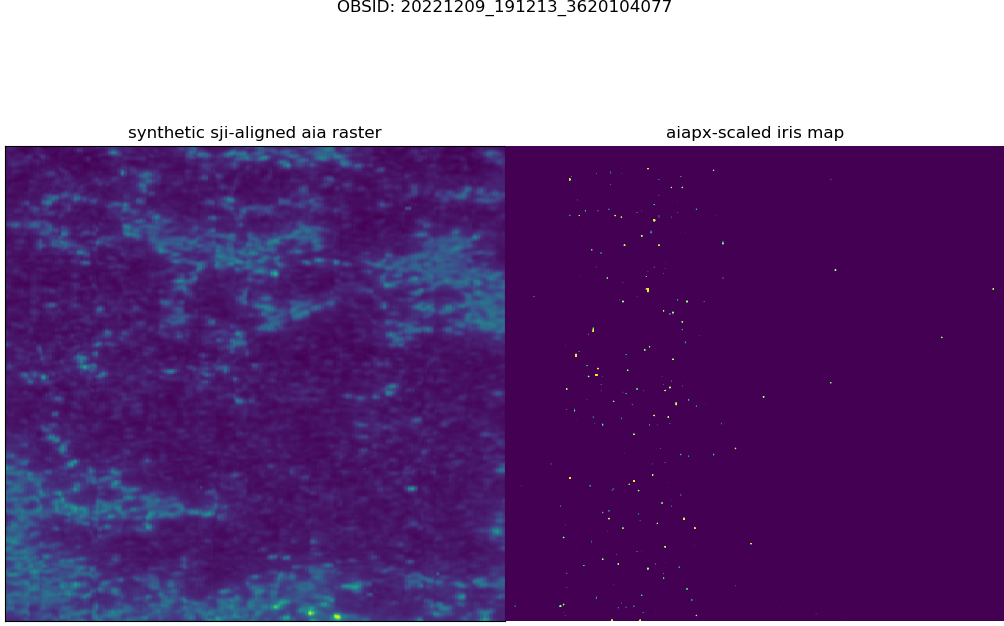 OBSID: 20221209_191213_3620104077
synthetic sji-aligned aia raster
aiapx-scaled iris map